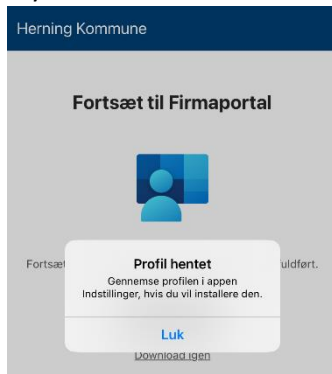 Herning Kommune
Fortsæt til Firmaportal
Fortsæt
uldført.
Profil hentet
Gennemse profilen i appen
Indstillinger, hvis du vil installere den.
Luk
Download igen